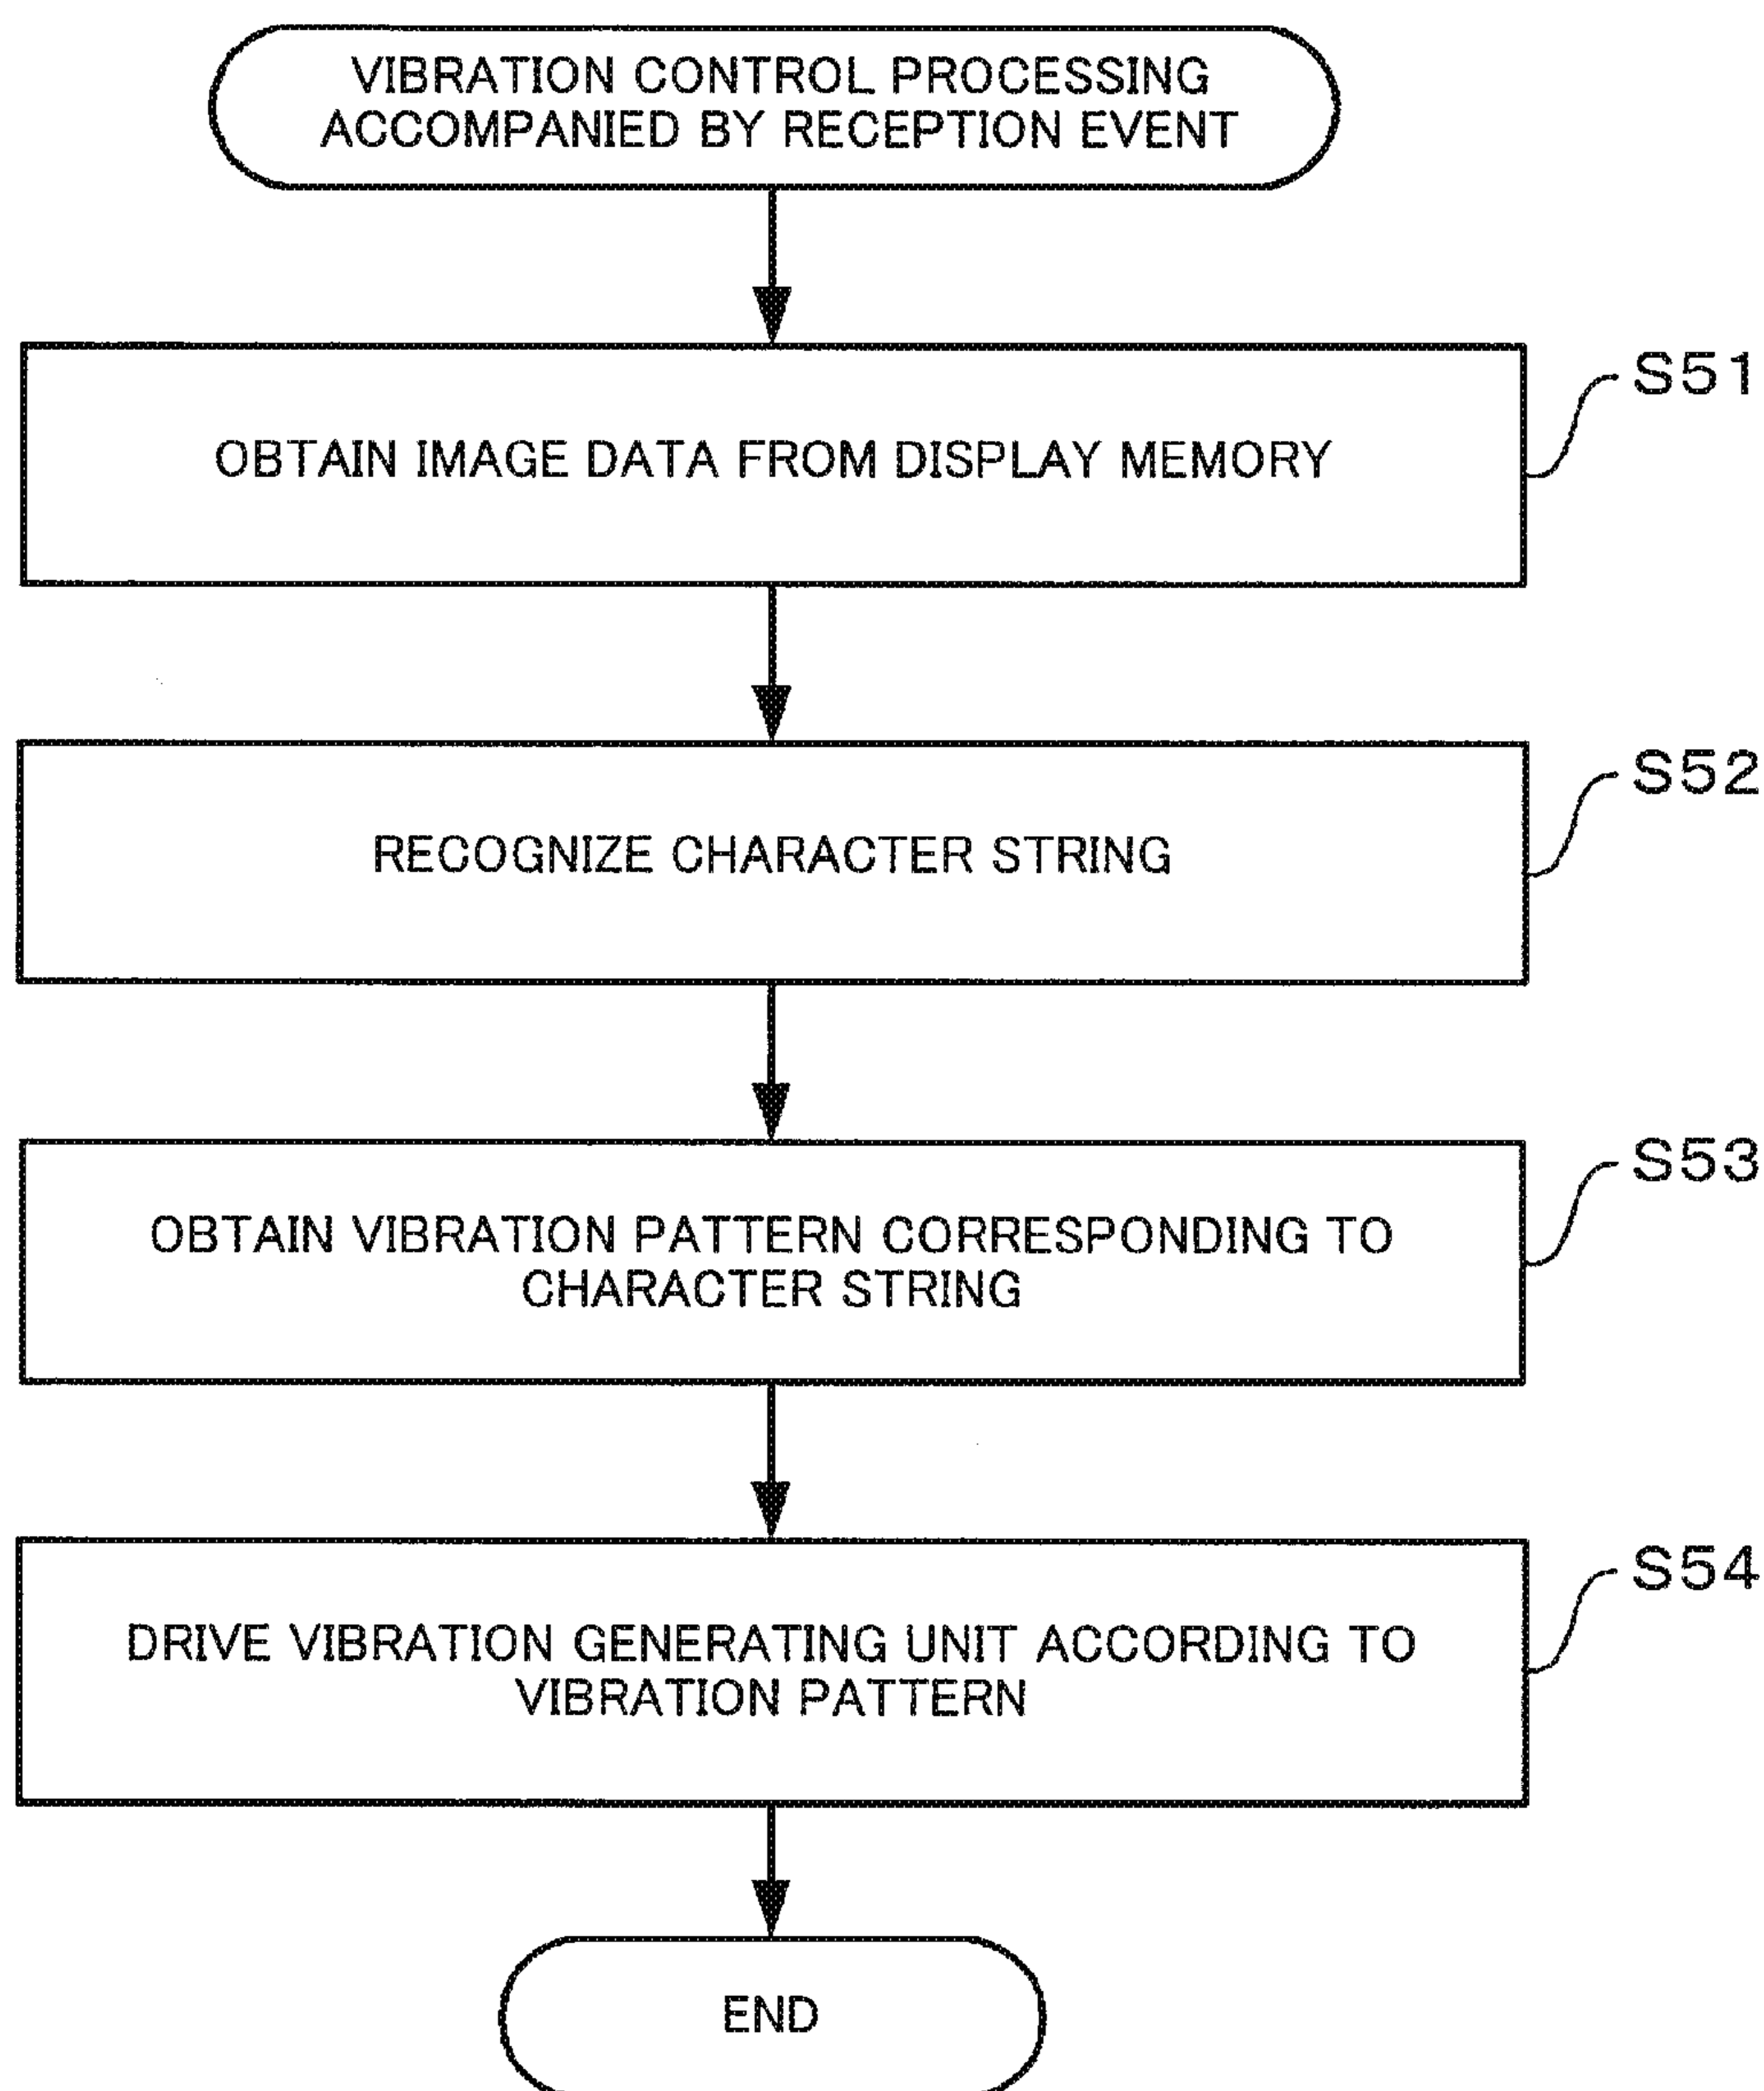 VIBRATION CONTROL PROCESSING
ACCOMPANIED BY RECEPTION EVENT
S51
OBTAIN IMAGE DATA FROM DISPLAY MEMORY
S52
RECOGNIZE CHARACTER STRING
S53
OBTAIN VIBRATION PATTERN CORRESPONDING TO
CHARACTER STRING
S54
DRIVE VIBRATION GENERATING UNIT ACCORDING TO
VIBRATION PATTERN
END